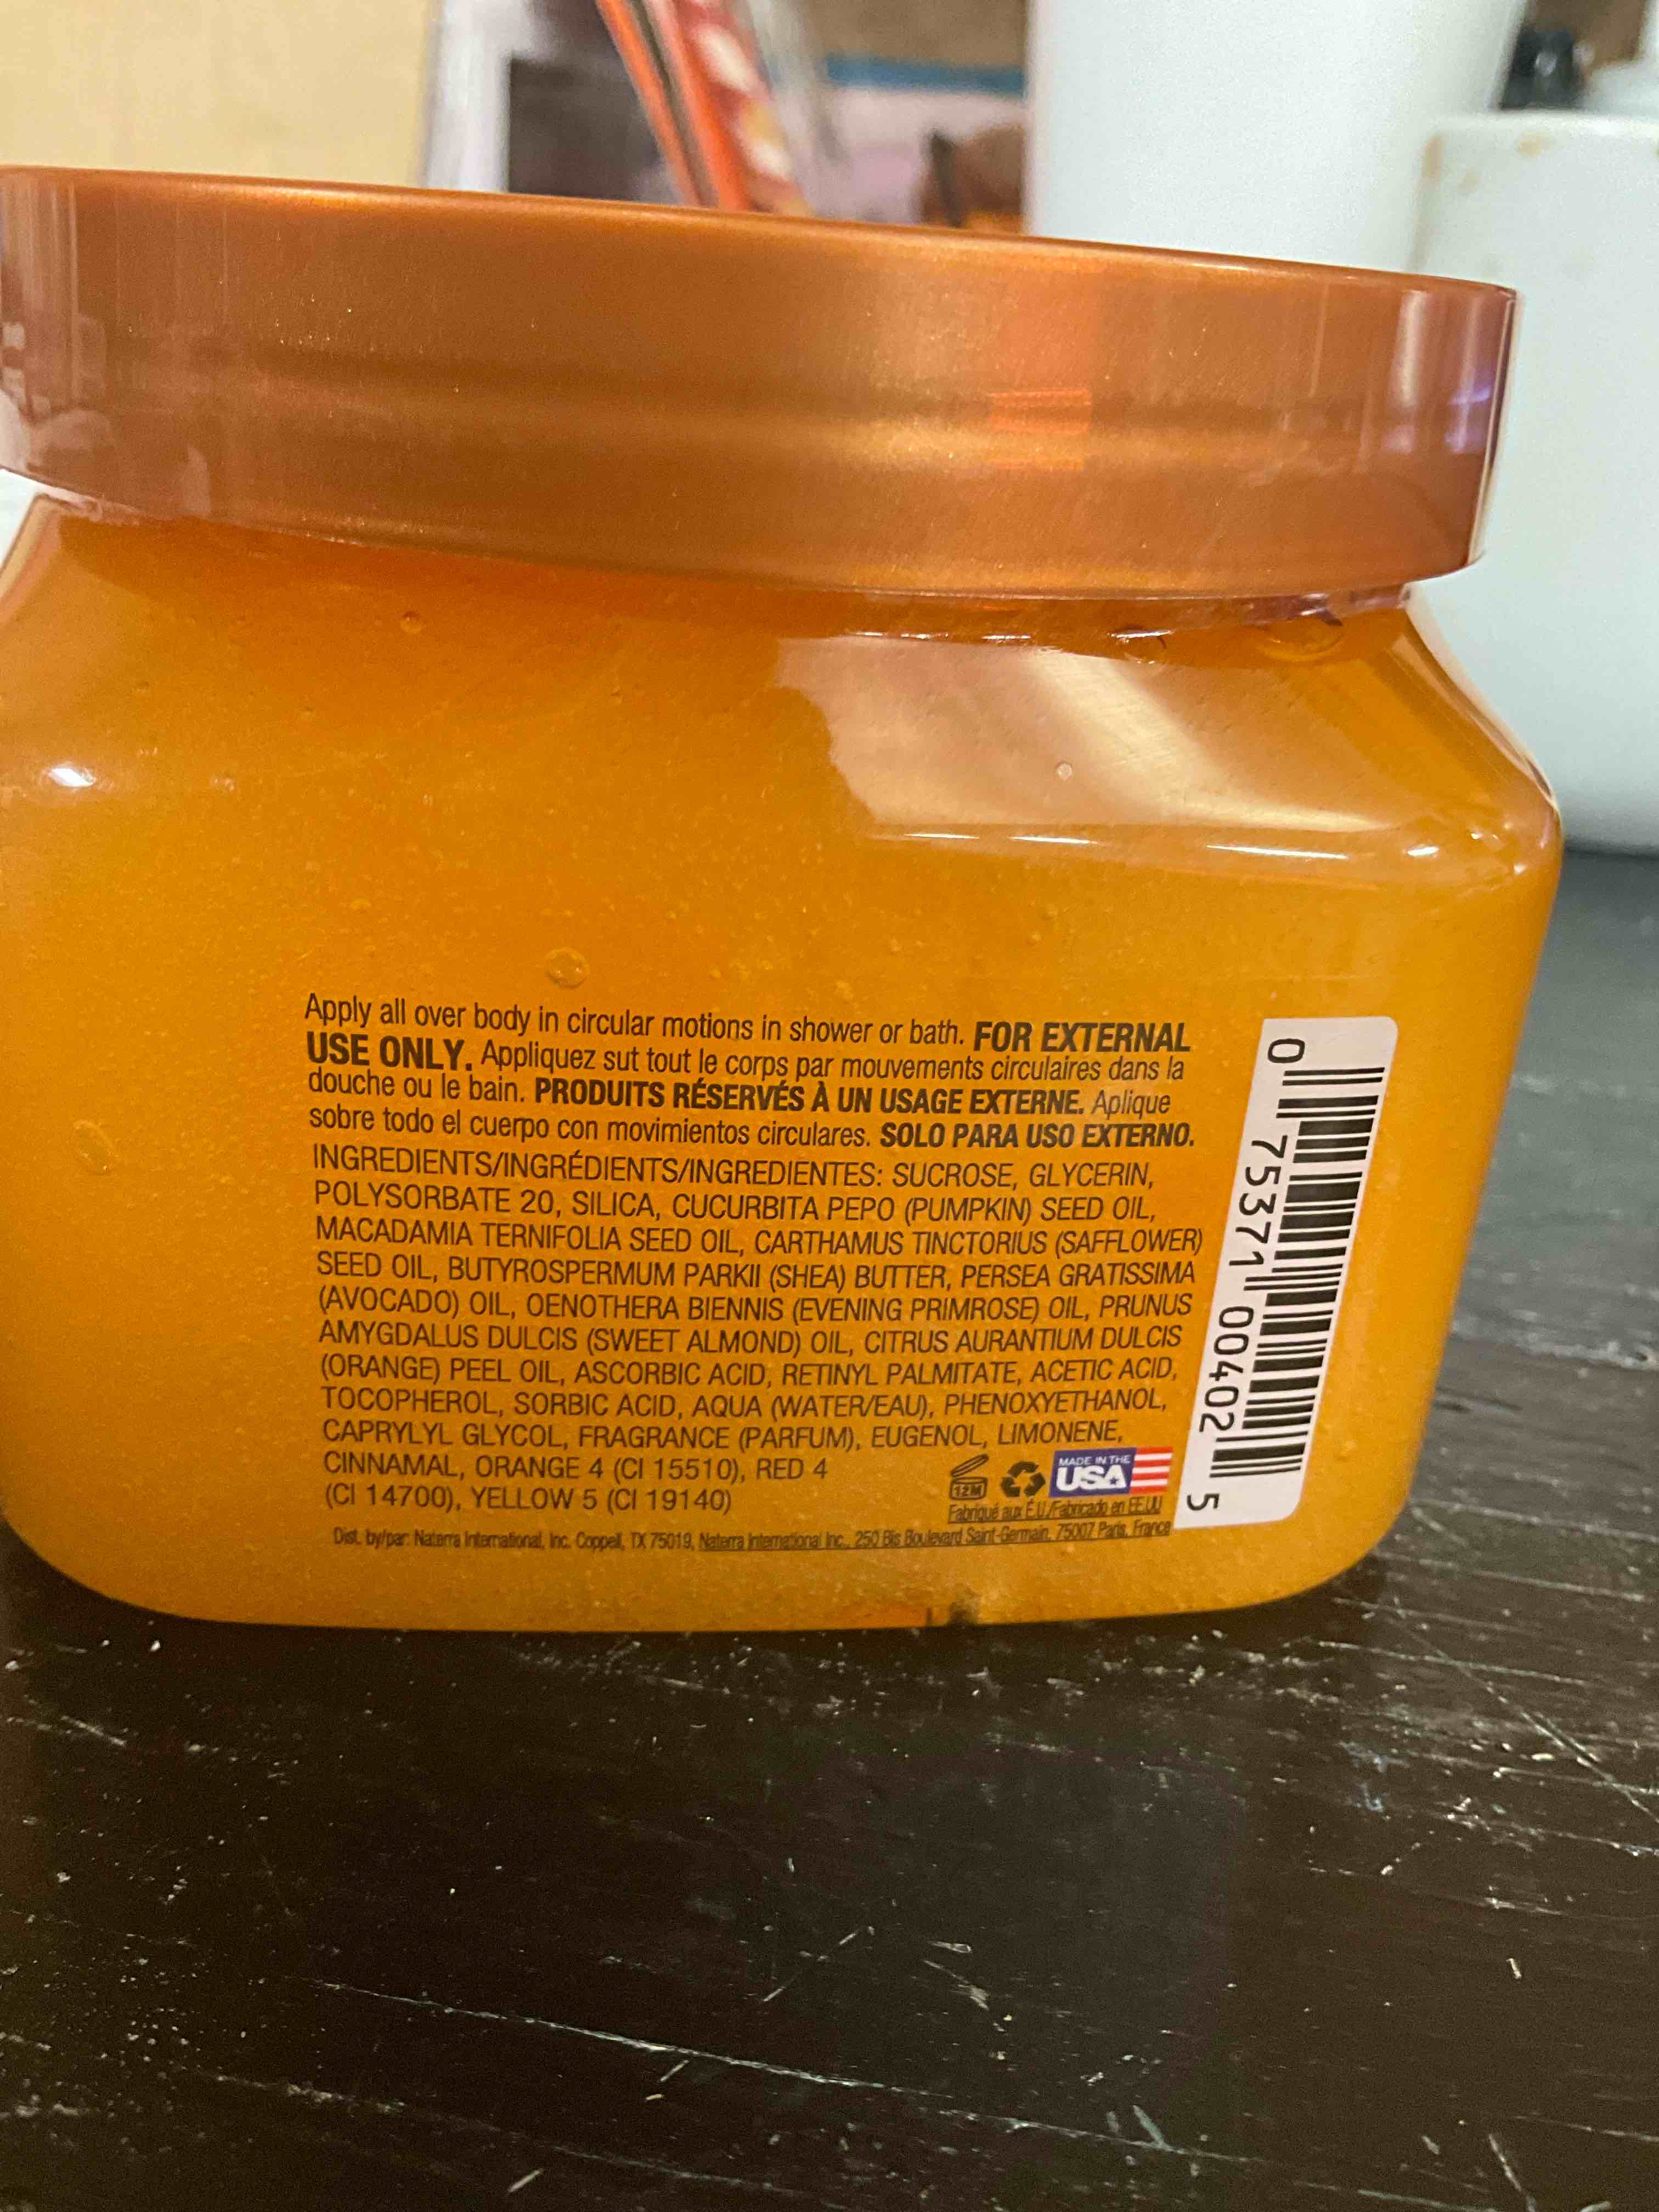 Apply all over body in circular motions in shower or bath. FOR EXTERNAL
USE ONLY. Appliquez sut tout le corps par mouvements circulaires dans la
douche ou le bain. PRODUITS RÉSERVÉS À UN USAGE EXTERNE. Aplique
sobre todo el cuerpo con movimientos circulares. SOLO PARA USO EXTERNO.
INGREDIENTS/INGRÉDIENTS/INGREDIENTES: SUCROSE, GLYCERIN,
POLYSORBATE 20, SILICA, CUCURBITA PEPO (PUMPKIN) SEED OIL,
MACADAMIA TERNIFOLIA SEED OIL, CARTHAMUS TINCTORIUS (SAFFLOWER)
SEED OIL, BUTYROSPERMUM PARKII (SHEA) BUTTER, PERSEA GRATISSIMA
(AVOCADO) OIL, OENOTHERA BIENNIS (EVENING PRIMROSE) OIL, PRUNUS
AMYGDALUS DULCIS (SWEET ALMOND) OIL, CITRUS AURANTIUM DULCIS
(ORANGE) PEEL OIL, ASCORBIC ACID, RETINYL PALMITATE, ACETIC ACID,
TOCOPHEROL, SORBIC ACID, AQUA (WATER/EAU), PHENOXYETHANOL,
CAPRYLYL GLYCOL, FRAGRANCE (PARFUM), EUGENOL, LIMONENE,
CINNAMAL, ORANGE 4 (CI 15510), RED 4
(CI 14700), YELLOW 5 (CI 19140)
12M
MADE IN THE
USA
Fabriqué aux É.U./Fabricado en EE.UU
Dist. by/par: Naterra International, Inc. Coppell, TX 75019, Naterra International Inc., 250 Bis Boulevard Saint-Germain, 75007 Paris, France
0 75371 00402 5